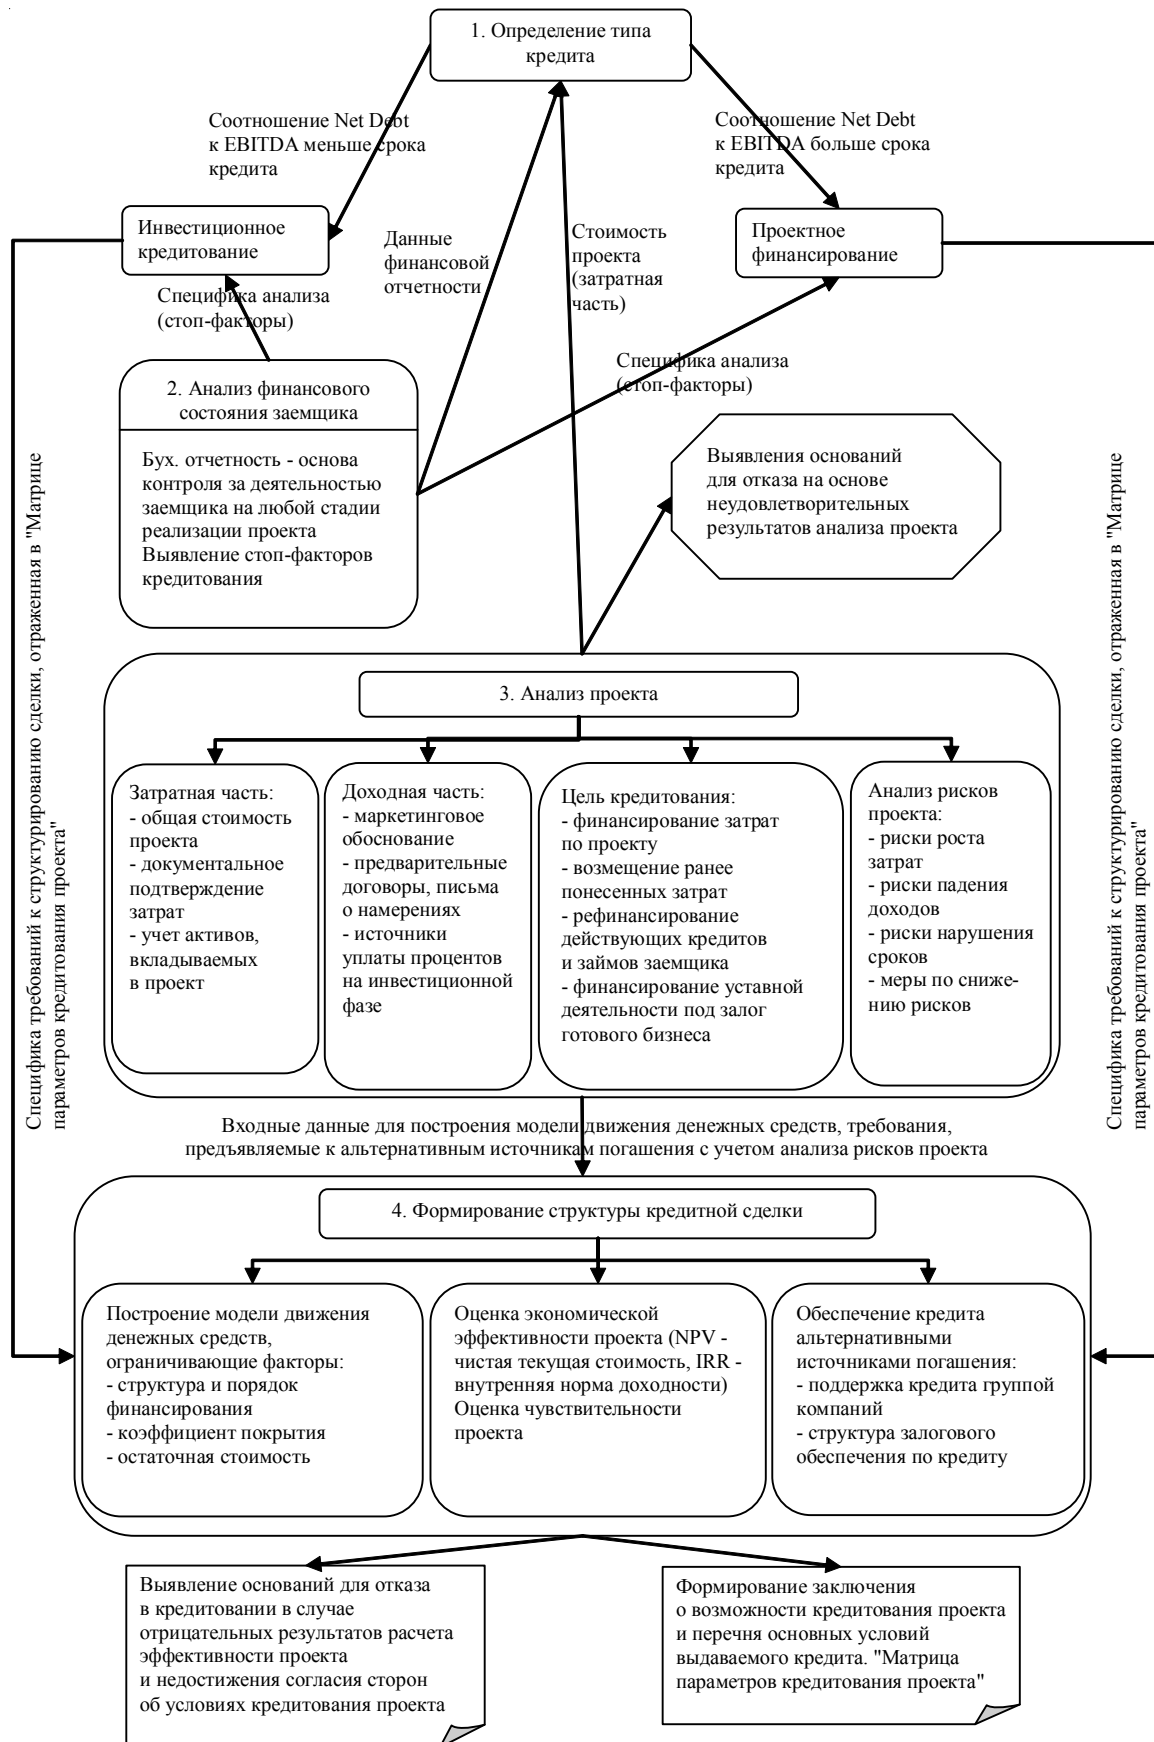 1. Определение типа
кредита
Соотношение Net Debt
к EBITDA меньше срока
кредита
Соотношение Net Debt
к EBITDA больше срока
кредита
Инвестиционное
кредитование
Данные
финансовой
отчетности
Стоимость
проекта
(затратная
часть)
Проектное
финансирование
Специфика анализа
(стоп-факторы)
Специфика анализа
(стоп-факторы)
2. Анализ финансового
состояния заемщика
Бух. отчетность - основа
контроля за деятельностью
заемщика на любой стадии
реализации проекта
Выявление стоп-факторов
кредитования
Выявления оснований
для отказа на основе
неудовлетворительных
результатов анализа проекта
Специфика требований к структурированию сделки, отраженная в "Матрице
параметров кредитования проекта"
Специфика требований к структурированию сделки, отраженная в "Матрице
параметров кредитования проекта"
3. Анализ проекта
Затратная часть:
- общая стоимость
проекта
- документальное
подтверждение
затрат
- учет активов,
вкладываемых
в проект
Доходная часть:
- маркетинговое
обоснование
- предварительные
договоры, письма
о намерениях
- источники
уплаты процентов
на инвестиционной
фазе
Цель кредитования:
- финансирование затрат
по проекту
- возмещение ранее
понесенных затрат
- рефинансирование
действующих кредитов
и займов заемщика
- финансирование уставной
деятельности под залог
готового бизнеса
Анализ рисков
проекта:
- риски роста
затрат
- риски падения
доходов
- риски нарушения
сроков
- меры по сниже-
нию рисков
Входные данные для построения модели движения денежных средств, требования,
предъявляемые к альтернативным источникам погашения с учетом анализа рисков проекта
4. Формирование структуры кредитной сделки
Построение модели движения
денежных средств,
ограничивающие факторы:
- структура и порядок
финансирования
- коэффициент покрытия
- остаточная стоимость
Оценка экономической
эффективности проекта (NPV -
чистая текущая стоимость, IRR -
внутренняя норма доходности)
Оценка чувствительности
проекта
Обеспечение кредита
альтернативными
источниками погашения:
- поддержка кредита группой
компаний
- структура залогового
обеспечения по кредиту
Выявление оснований для отказа
в кредитовании в случае
отрицательных результатов расчета
эффективности проекта
и недостижения согласия сторон
об условиях кредитования проекта
Формирование заключения
о возможности кредитования проекта
и перечня основных условий
выдаваемого кредита. "Матрица
параметров кредитования проекта"